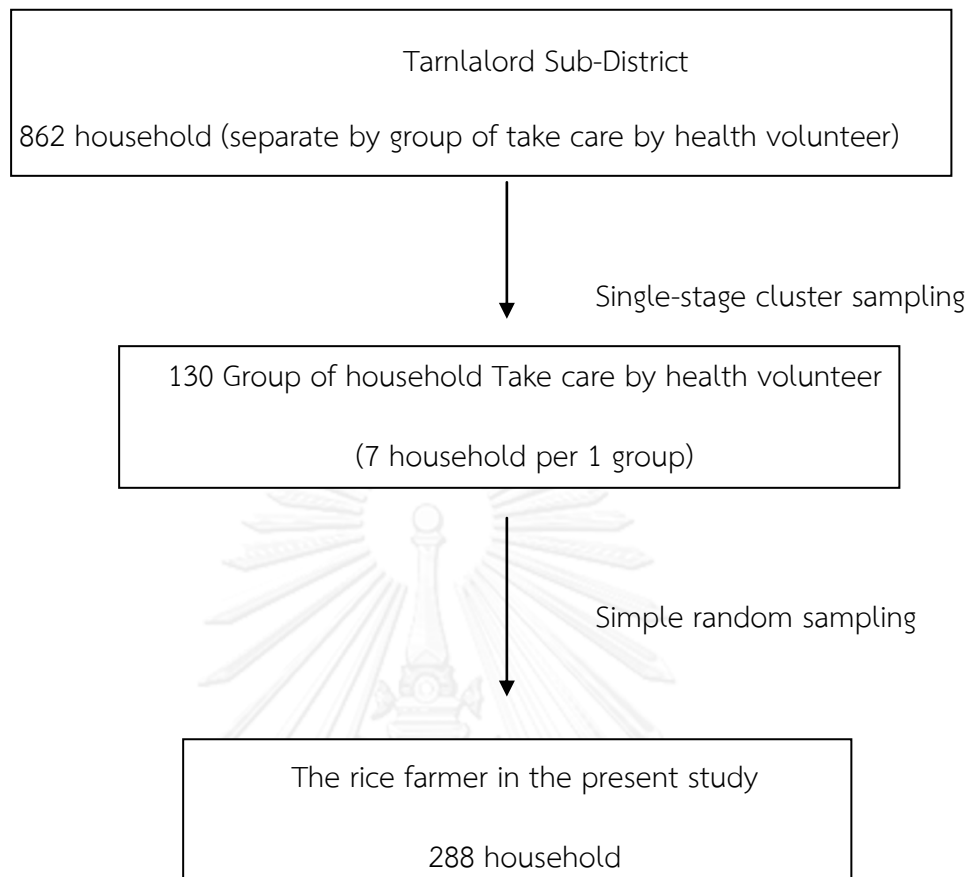 Tarnlalord Sub-District
862 household (separate by group of take care by health volunteer)
Single-stage cluster sampling
130 Group of household Take care by health volunteer
(7 household per 1 group)
Simple random sampling
The rice farmer in the present study
288 household